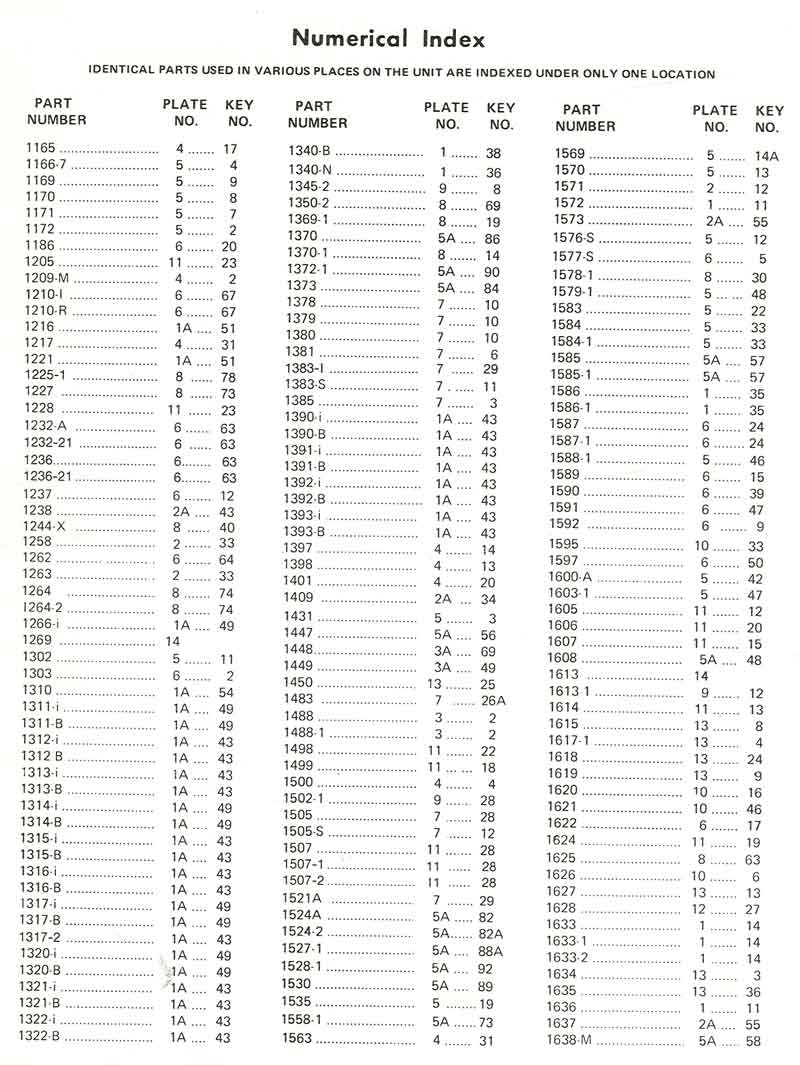 Numerical Index
IDENTICAL PARTS USED IN VARIOUS PLACES ON THE UNIT ARE INDEXED UNDER ONLY ONE LOCATION
PART PLATE KEY
NUMBER NO. NO.
1165 4 17
1166-7 5 4
1169 5 9
1170 5 8
1171 5 7
1172 5 2
1186 6 20
1205 11 23
1209-M 4 2
1210-I 6 67
1210-R 6 67
1216 1A 51
1217 4 31
1221 1A 51
1225-1 8 78
1227 8 73
1228 11 23
1232-A 6 63
1232-21 6 63
1236 6 63
1236-21 6 63
1237 6 12
1238 2A 43
1244-X 8 40
1258 2 33
1262 6 64
1263 2 33
1264 8 74
1264-2 8 74
1266-i 1A 49
1269 14
1302 5 11
1303 6 2
1310 1A 54
1311-i 1A 49
1311-B 1A 49
1312-i 1A 43
1312 B 1A 43
1313-i 1A 43
1313-B 1A 43
1314-i 1A 49
1314-B 1A 49
1315-i 1A 43
1315-B 1A 43
1316-i 1A 43
1316-B 1A 43
1317-i 1A 49
1317-B 1A 49
1317-2 1A 43
1320-i 1A 49
1320-B 1A 49
1321-i 1A 43
1321-B 1A 43
1322-i 1A 43
1322-B 1A 43
PART PLATE KEY
NUMBER NO. NO.
1340-B 1 38
1340-N 1 36
1345-2 9 8
1350-2 8 69
1369-1 8 19
1370 5A 86
1370-1 8 14
1372-1 5A 90
1373 5A 84
1378 7 10
1379 7 10
1380 7 10
1381 7 6
1383-I 7 29
1383-S 7 11
1385 7 3
1390-i 1A 43
1390-B 1A 43
1391-i 1A 43
1391-B 1A 43
1392-i 1A 43
1392-B 1A 43
1393-i 1A 43
1393-B 1A 43
1397 4 14
1398 4 13
1401 4 20
1409 2A 34
1431 5 3
1447 5A 56
1448 3A 69
1449 3A 49
1450 13 25
1483 7 26A
1488 3 2
1488-1 3 2
1498 11 22
1499 11 18
1500 4 4
1502-1 9 28
1505 7 28
1505-S 7 12
1507 11 28
1507-1 11 28
1507-2 11 28
1521A 7 29
1524A 5A 82
1524-2 5A 82A
1527-1 5A 88A
1528-1 5A 92
1530 5A 89
1535 5 19
1558-1 5A 73
1563 4 31
PART PLATE KEY
NUMBER NO. NO.
1569 5 14A
1570 5 13
1571 2 12
1572 1 11
1573 2A 55
1576-S 5 12
1577-S 6 5
1578-1 8 30
1579-1 5 48
1583 5 22
1584 5 33
1584-1 5 33
1585 5A 57
1585-1 5A 57
1586 1 35
1586-1 1 35
1587 6 24
1587-1 6 24
1588-1 5 46
1589 6 15
1590 6 39
1591 6 47
1592 6 9
1595 10 33
1597 6 50
1600-A 5 42
1603-1 5 47
1605 11 12
1606 11 20
1607 11 15
1608 5A 48
1613 14
1613 1 9 12
1614 11 13
1615 13 8
1617-1 13 4
1618 13 24
1619 13 9
1620 10 16
1621 10 46
1622 6 17
1624 11 19
1625 8 63
1626 10 6
1627 13 13
1628 12 27
1633 1 14
1633-1 1 14
1633-2 1 14
1634 13 3
1635 13 36
1636 1 11
1637 2A 55
1638-M 5A 58